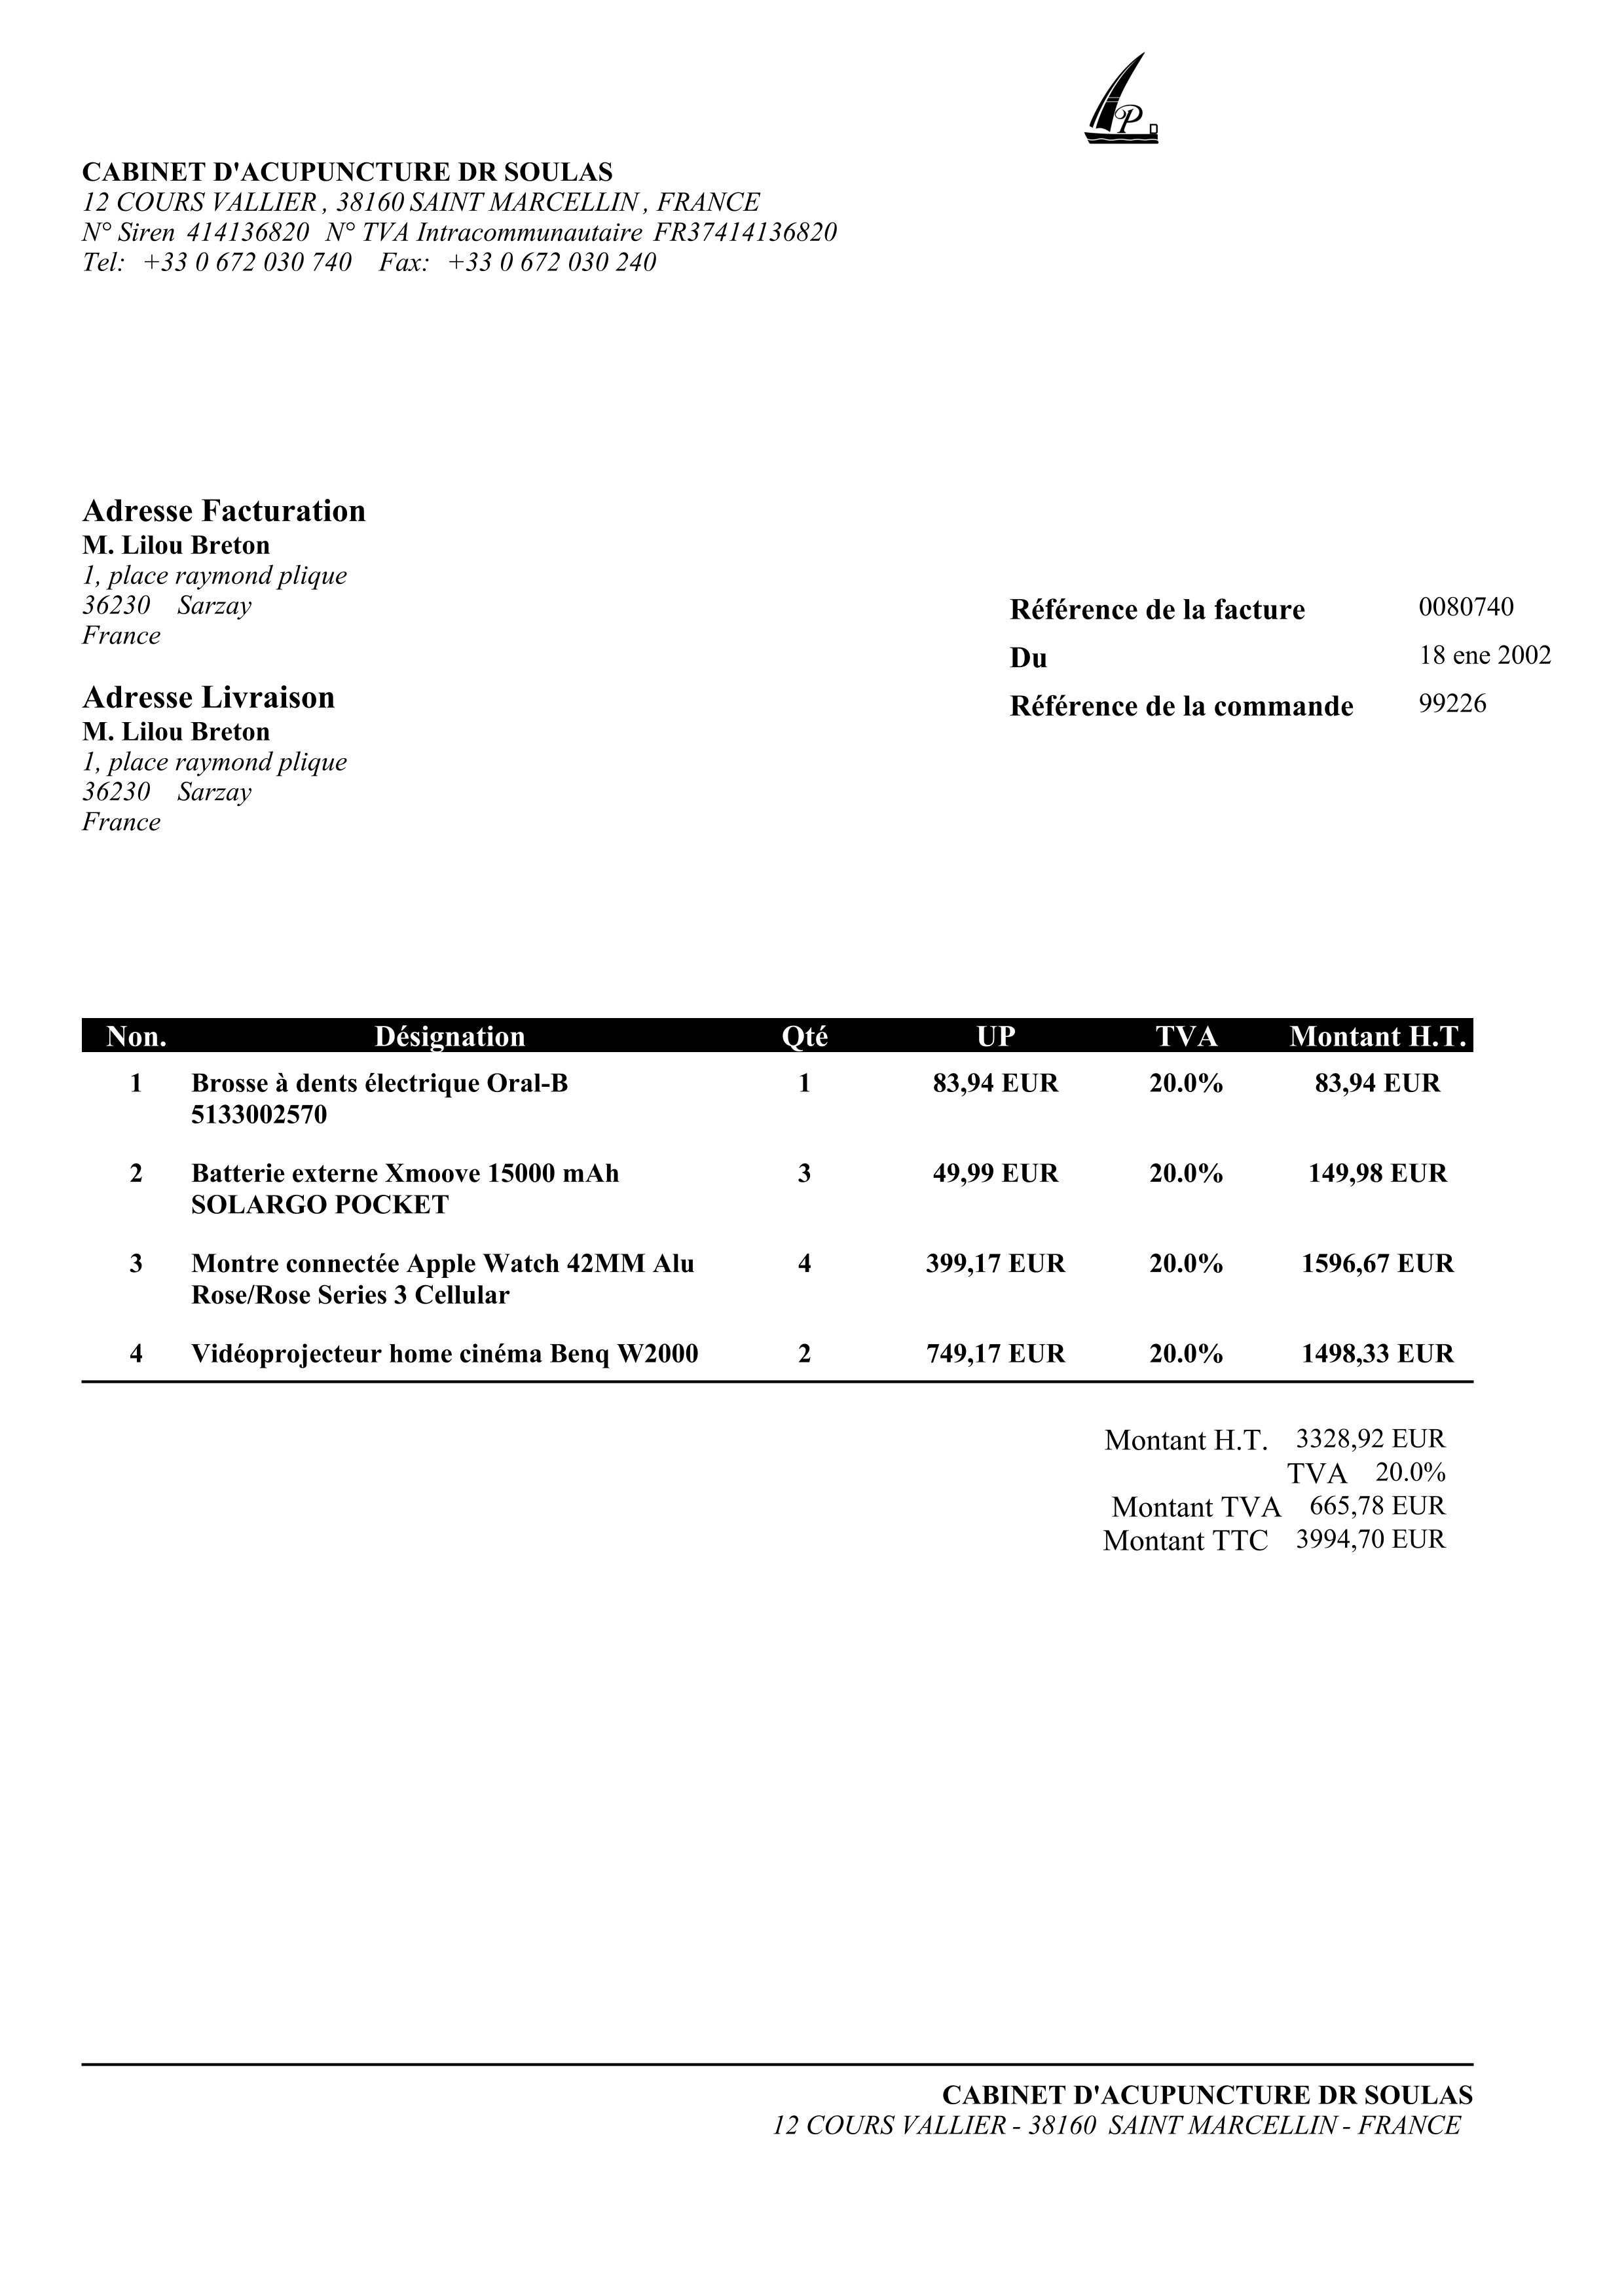 P
CABINET D'ACUPUNCTURE DR SOULAS
12 COURS VALLIER , 38160 SAINT MARCELLIN , FRANCE
N° Siren 414136820 N° TVA Intracommunautaire FR37414136820
Tel: +33 0 672 030 740 Fax: +33 0 672 030 240
Adresse Facturation
M. Lilou Breton
1, place raymond plique
36230 Sarzay
France
Référence de la facture 0080740
Du 18 ene 2002
Référence de la commande 99226
Adresse Livraison
M. Lilou Breton
1, place raymond plique
36230 Sarzay
France
Non. Désignation Qté UP TVA Montant H.T.
1 Brosse à dents électrique Oral-B 1 83,94 EUR 20.0% 83,94 EUR
5133002570
2 Batterie externe Xmoove 15000 mAh 3 49,99 EUR 20.0% 149,98 EUR
SOLARGO POCKET
3 Montre connectée Apple Watch 42MM Alu 4 399,17 EUR 20.0% 1596,67 EUR
Rose/Rose Series 3 Cellular
4 Vidéoprojecteur home cinéma Benq W2000 2 749,17 EUR 20.0% 1498,33 EUR
Montant H.T. 3328,92 EUR
TVA 20.0%
Montant TVA 665,78 EUR
Montant TTC 3994,70 EUR
CABINET D'ACUPUNCTURE DR SOULAS
12 COURS VALLIER - 38160 SAINT MARCELLIN - FRANCE